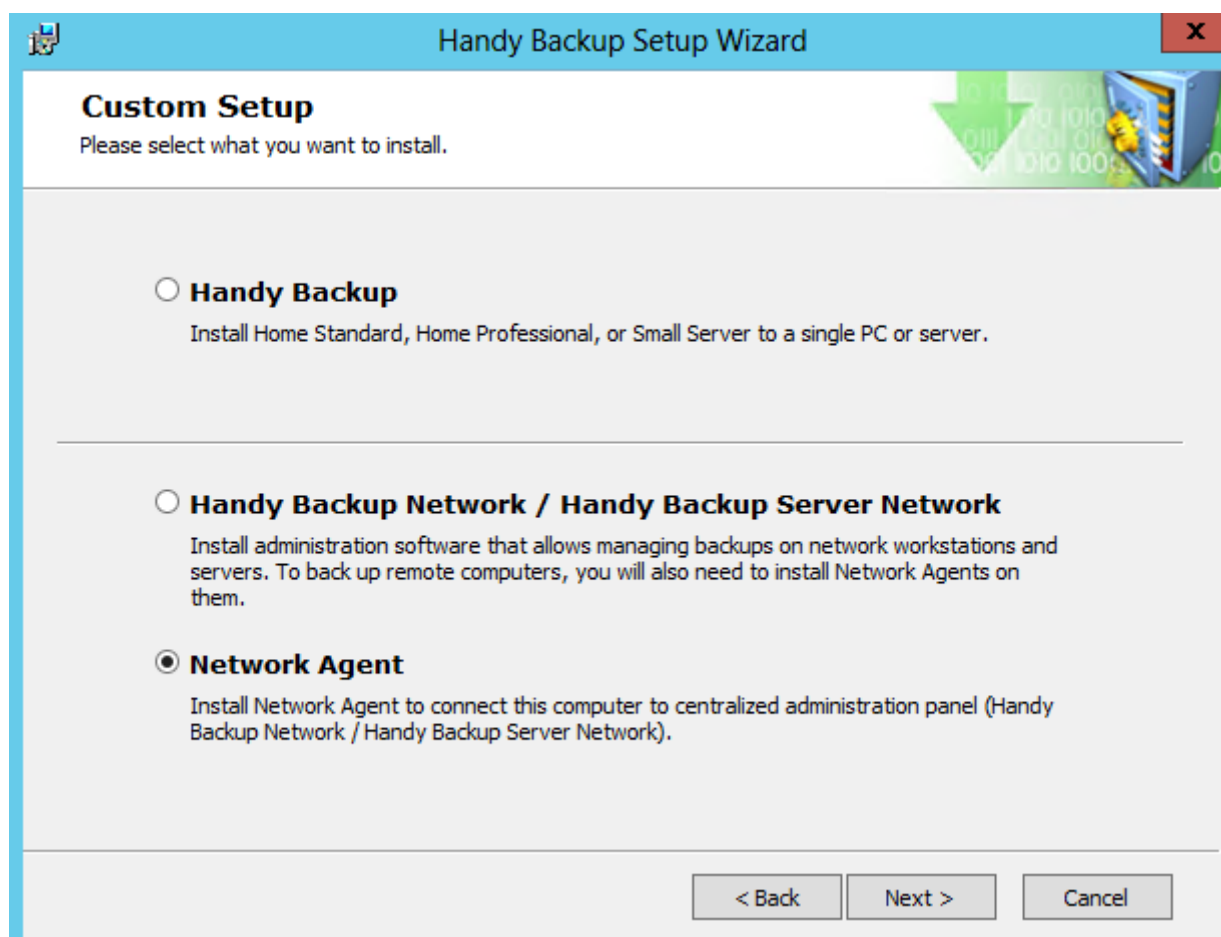 Handy Backup Setup Wizard
x
Custom Setup
Please select what you want to install.
Handy Backup
Install Home Standard, Home Professional, or Small Server to a single PC or server.
Handy Backup Network / Handy Backup Server Network
Install administration software that allows managing backups on network workstations and
servers. To back up remote computers, you will also need to install Network Agents on
them.
Network Agent
Install Network Agent to connect this computer to centralized administration panel (Handy
Backup Network / Handy Backup Server Network).
< Back
Next >
Cancel